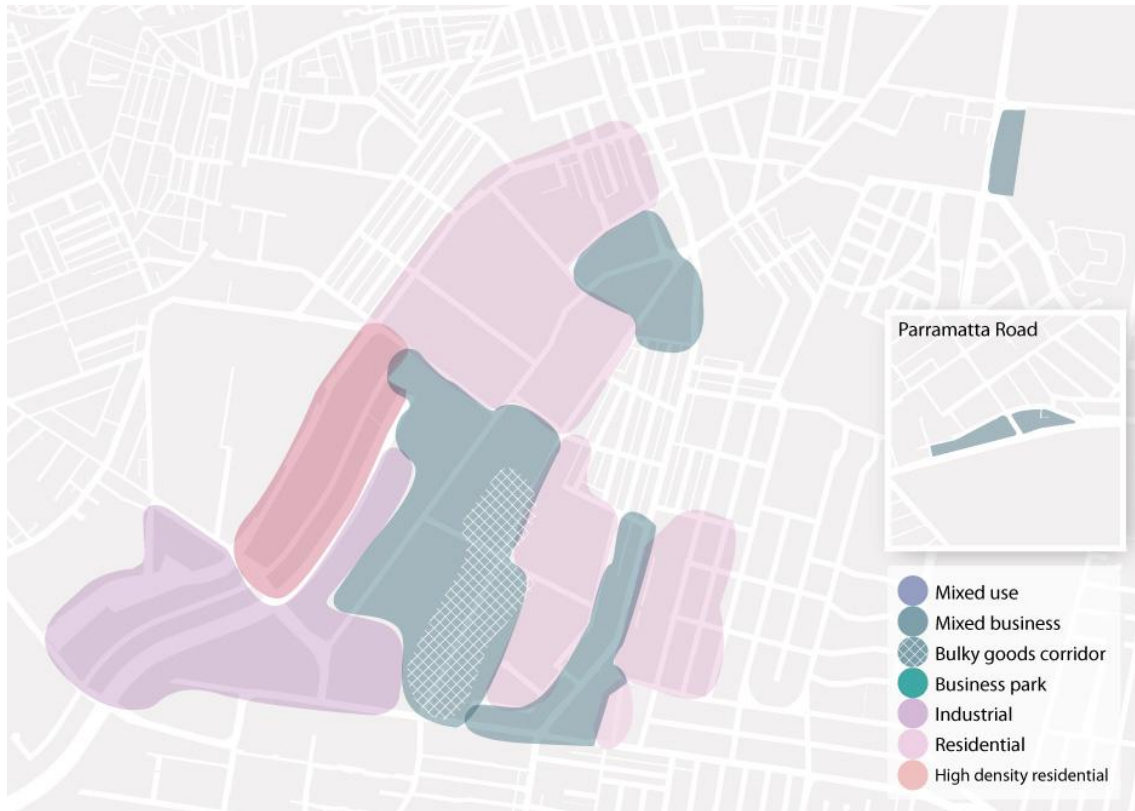 Parramatta Road
Mixed use
Mixed business
Bulky goods corridor
Business park
Industrial
Residential
High density residential